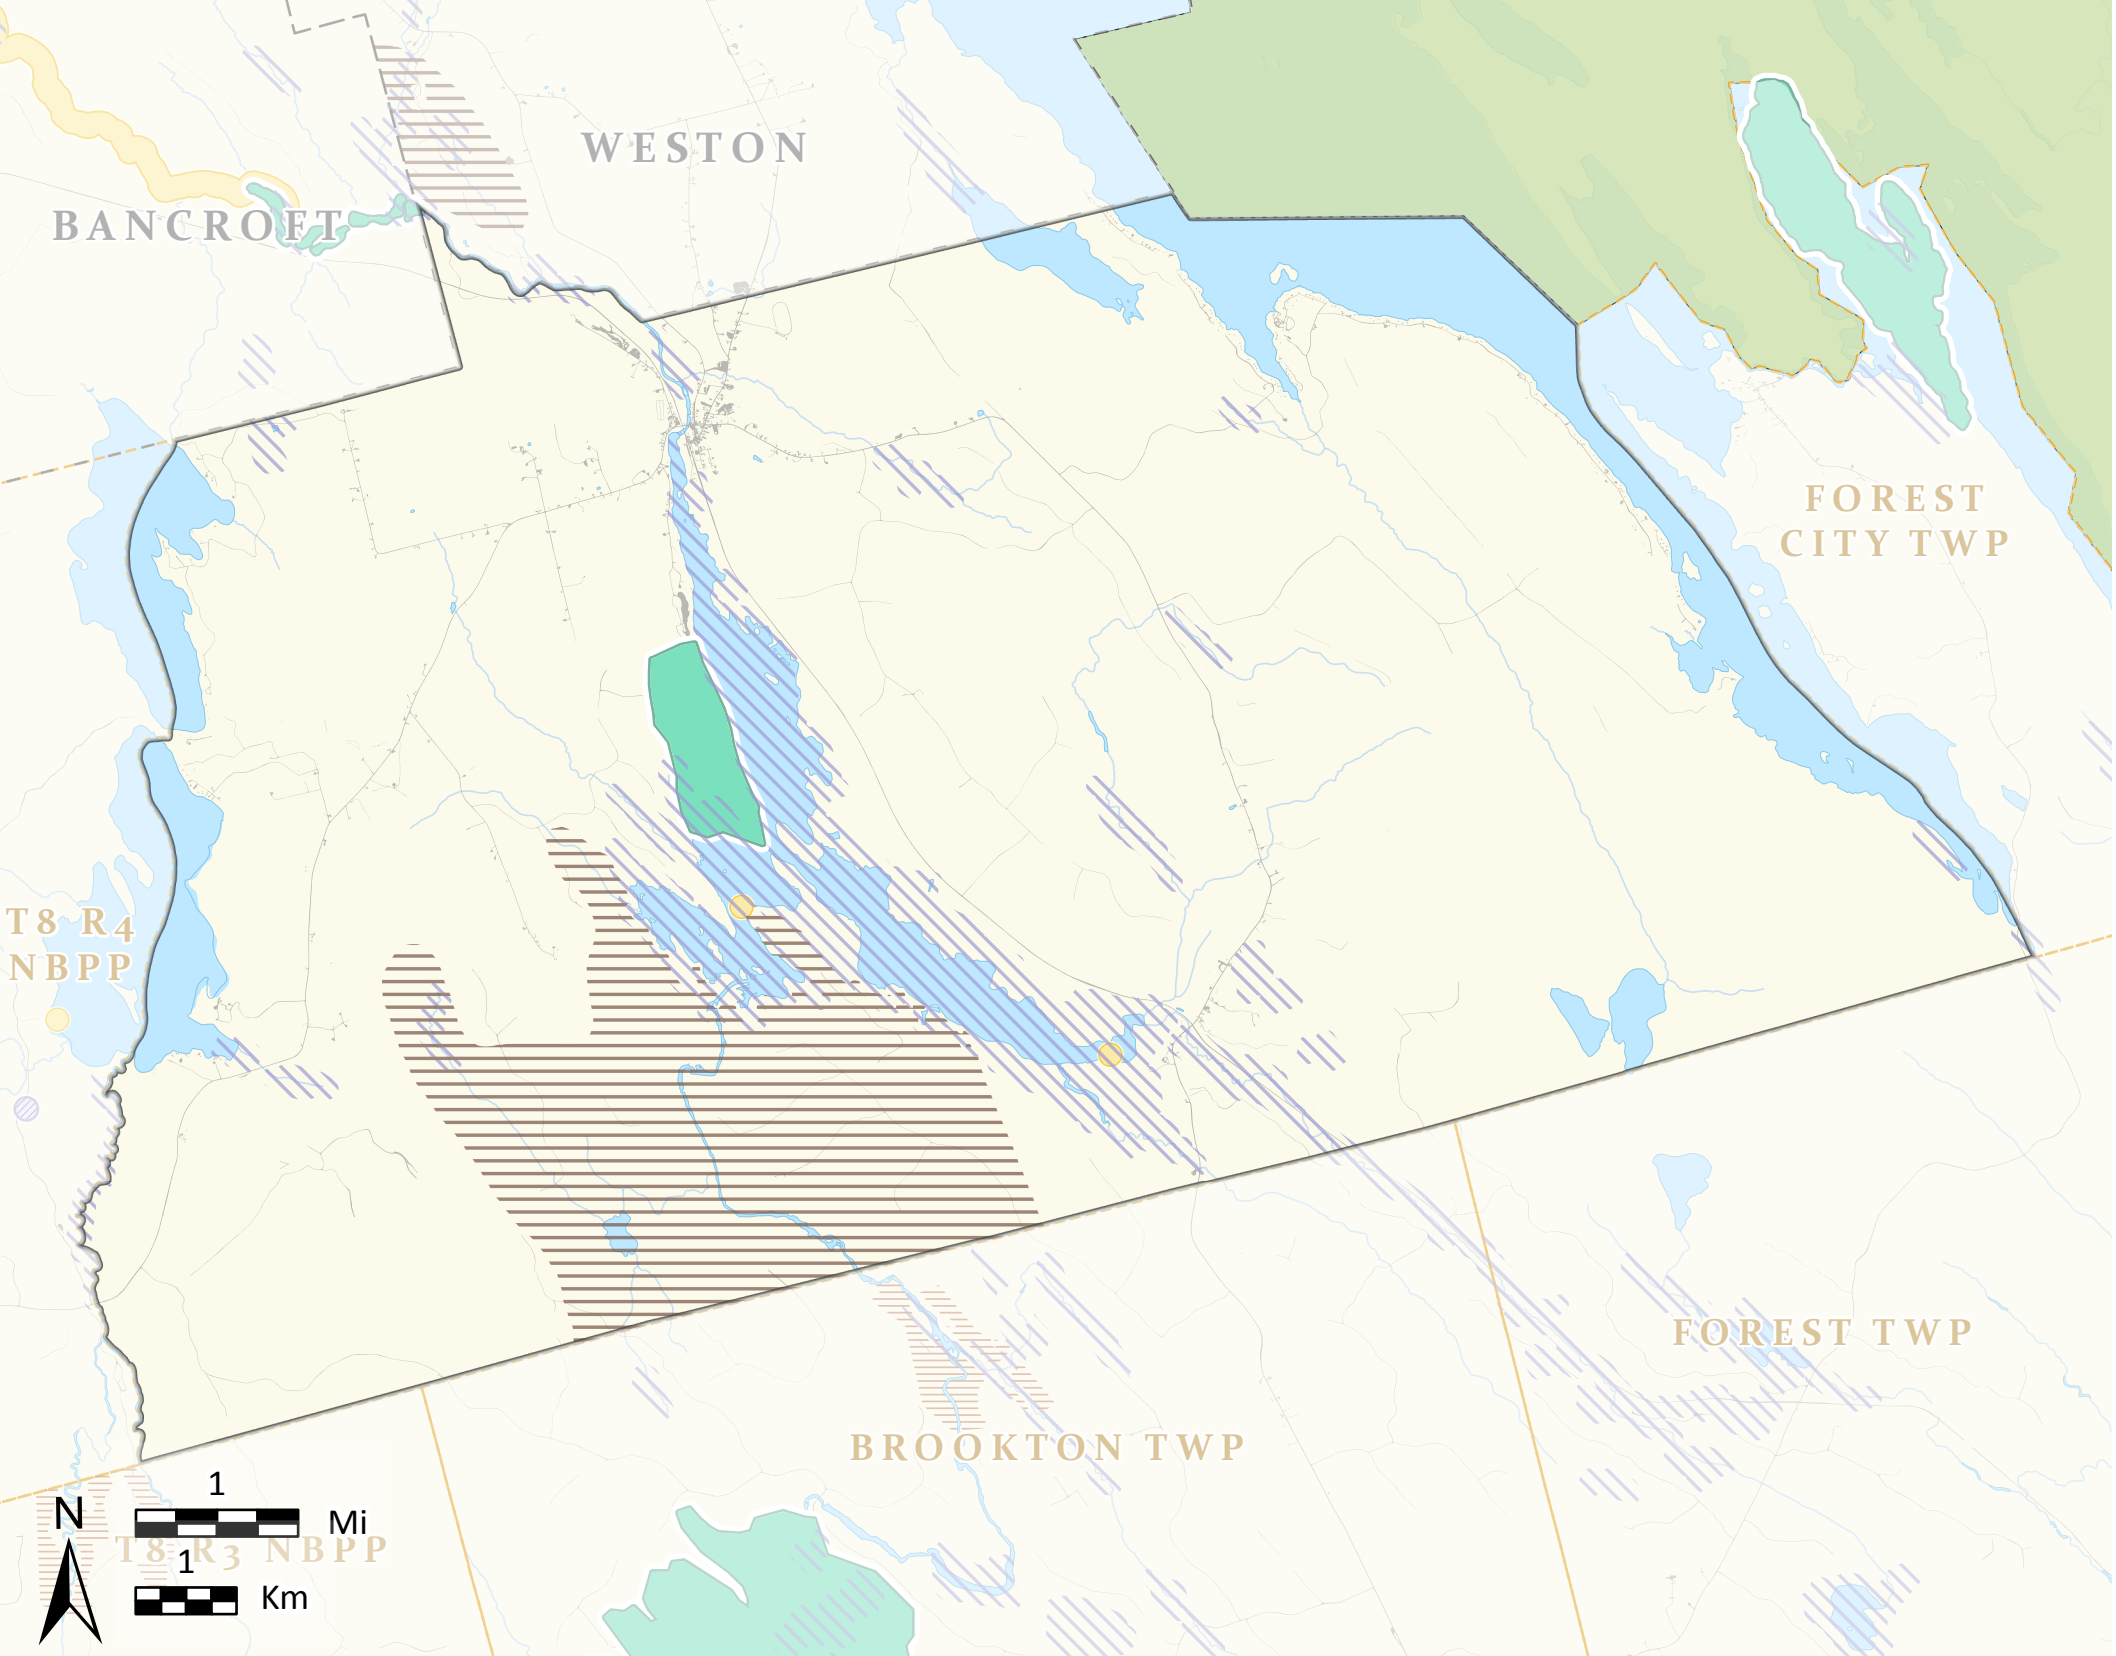 WESTON
BANCROFT
FOREST
CITY TWP
T8 R4
NBPP
FOREST TWP
BROOKTON TWP
N
1
Mi
T8 R3 NBPP
1
Km